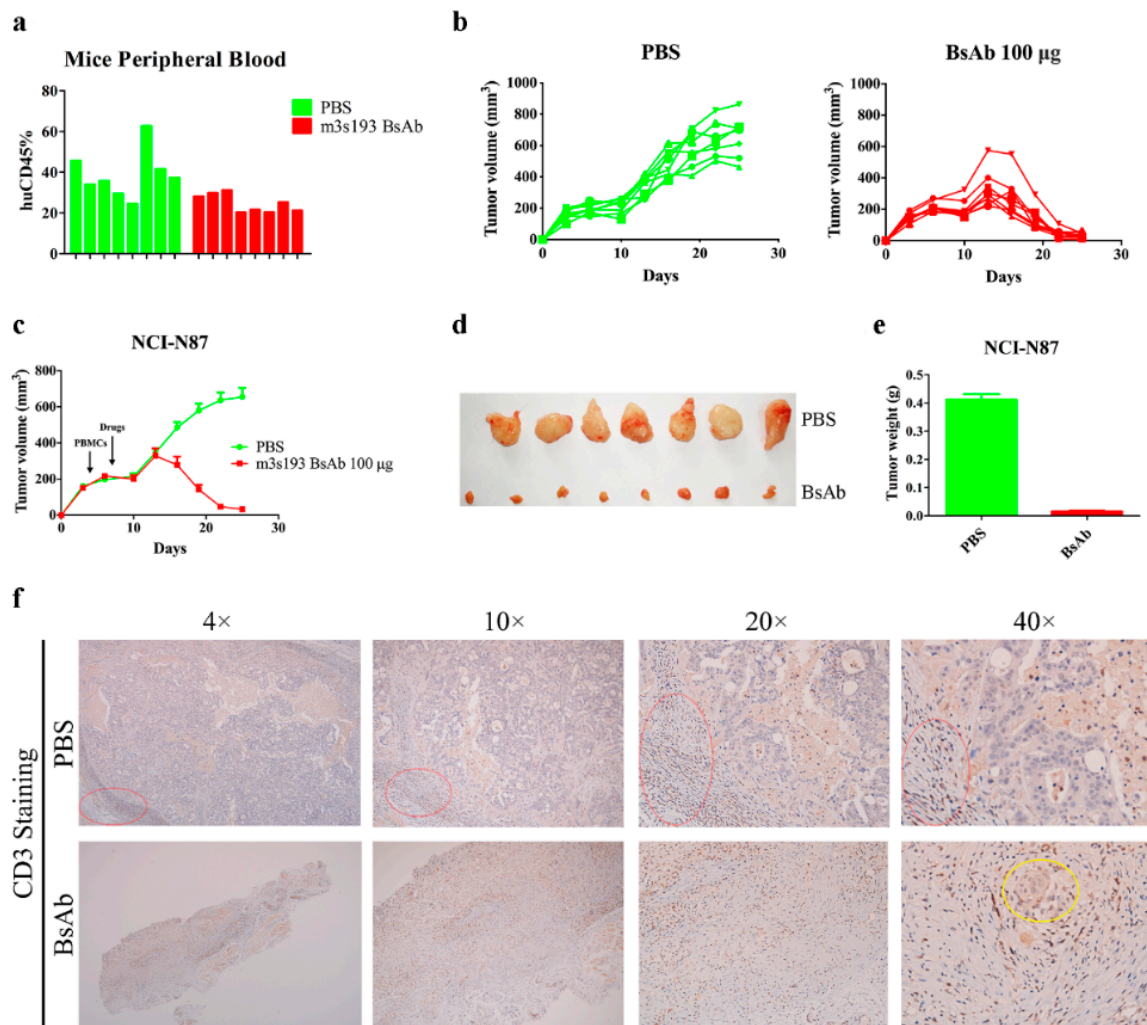 a
Mice Peripheral Blood
huCD45%
80
60
40
20
0
PBS
m3s193 BsAb
b
PBS
Tumor volume (mm³)
1000
800
600
400
200
0
0 10 20 30
Days
BsAb 100 µg
Tumor volume (mm³)
1000
800
600
400
200
0
0 10 20 30
Days
c
NCI-N87
Tumor volume (mm³)
800
600
400
200
0
PBMCs
Drugs
PBS
m3s193 BsAb 100 µg
0 10 20 30
Days
d
PBS
BsAb
e
NCI-N87
Tumor weight (g)
0.5
0.4
0.3
0.2
0.1
0.0
PBS
BsAb
f
4× 10× 20× 40×
CD3 Staining
PBS
BsAb